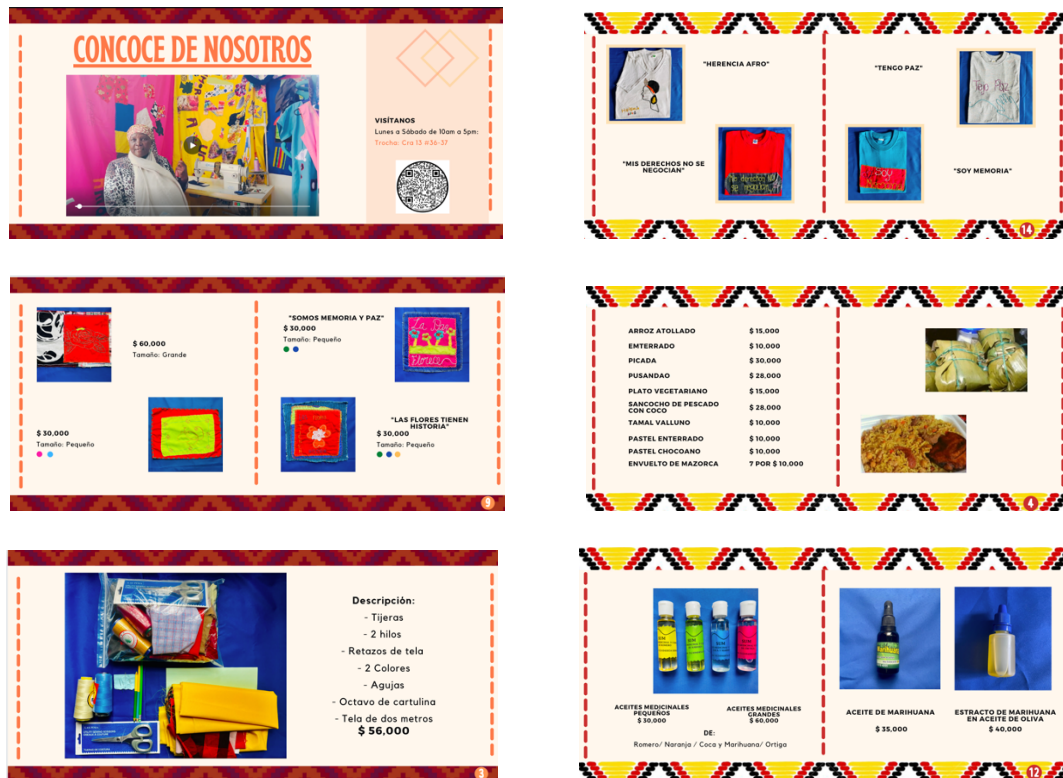 CONCOCE DE NOSOTROS
VISÍTANOS
Lunes a Sábado de 10am a 5pm:
Trocha: Cra 13 #36-37
"HERENCIA AFRO"
"TENGO PAZ"
"MIS DERECHOS NO SE
NEGOCIAN"
"SOY MEMORIA"
14
$ 60,000
Tamaño: Grande
"SOMOS MEMORIA Y PAZ"
$ 30,000
Tamaño: Pequeño
La Paz
Florece
$ 30,000
Tamaño: Pequeño
"LAS FLORES TIENEN
HISTORIA"
$ 30,000
Tamaño: Pequeño
9
ARROZ ATOLLADO $ 15,000
EMTERRADO $ 10,000
PICADA $ 30,000
PUSANDAO $ 28,000
PLATO VEGETARIANO $ 15,000
SANCOCHO DE PESCADO
CON COCO $ 28,000
TAMAL VALLUNO $ 10,000
PASTEL ENTERRADO $ 10,000
PASTEL CHOCOANO $ 10,000
ENVUELTO DE MAZORCA 7 POR $ 10,000
4
Descripción:
- Tijeras
- 2 hilos
- Retazos de tela
- 2 Colores
- Agujas
- Octavo de cartulina
- Tela de dos metros
$ 56,000
3
ACEITES MEDICINALES
PEQUEÑOS
$ 30,000
ACEITES MEDICINALES
GRANDES
$ 60,000
DE:
Romero/ Naranja / Coca y Marihuana/ Ortiga
ACEITE DE MARIHUANA
$ 35,000
ESTRACTO DE MARIHUANA
EN ACEITE DE OLIVA
$ 40,000
12